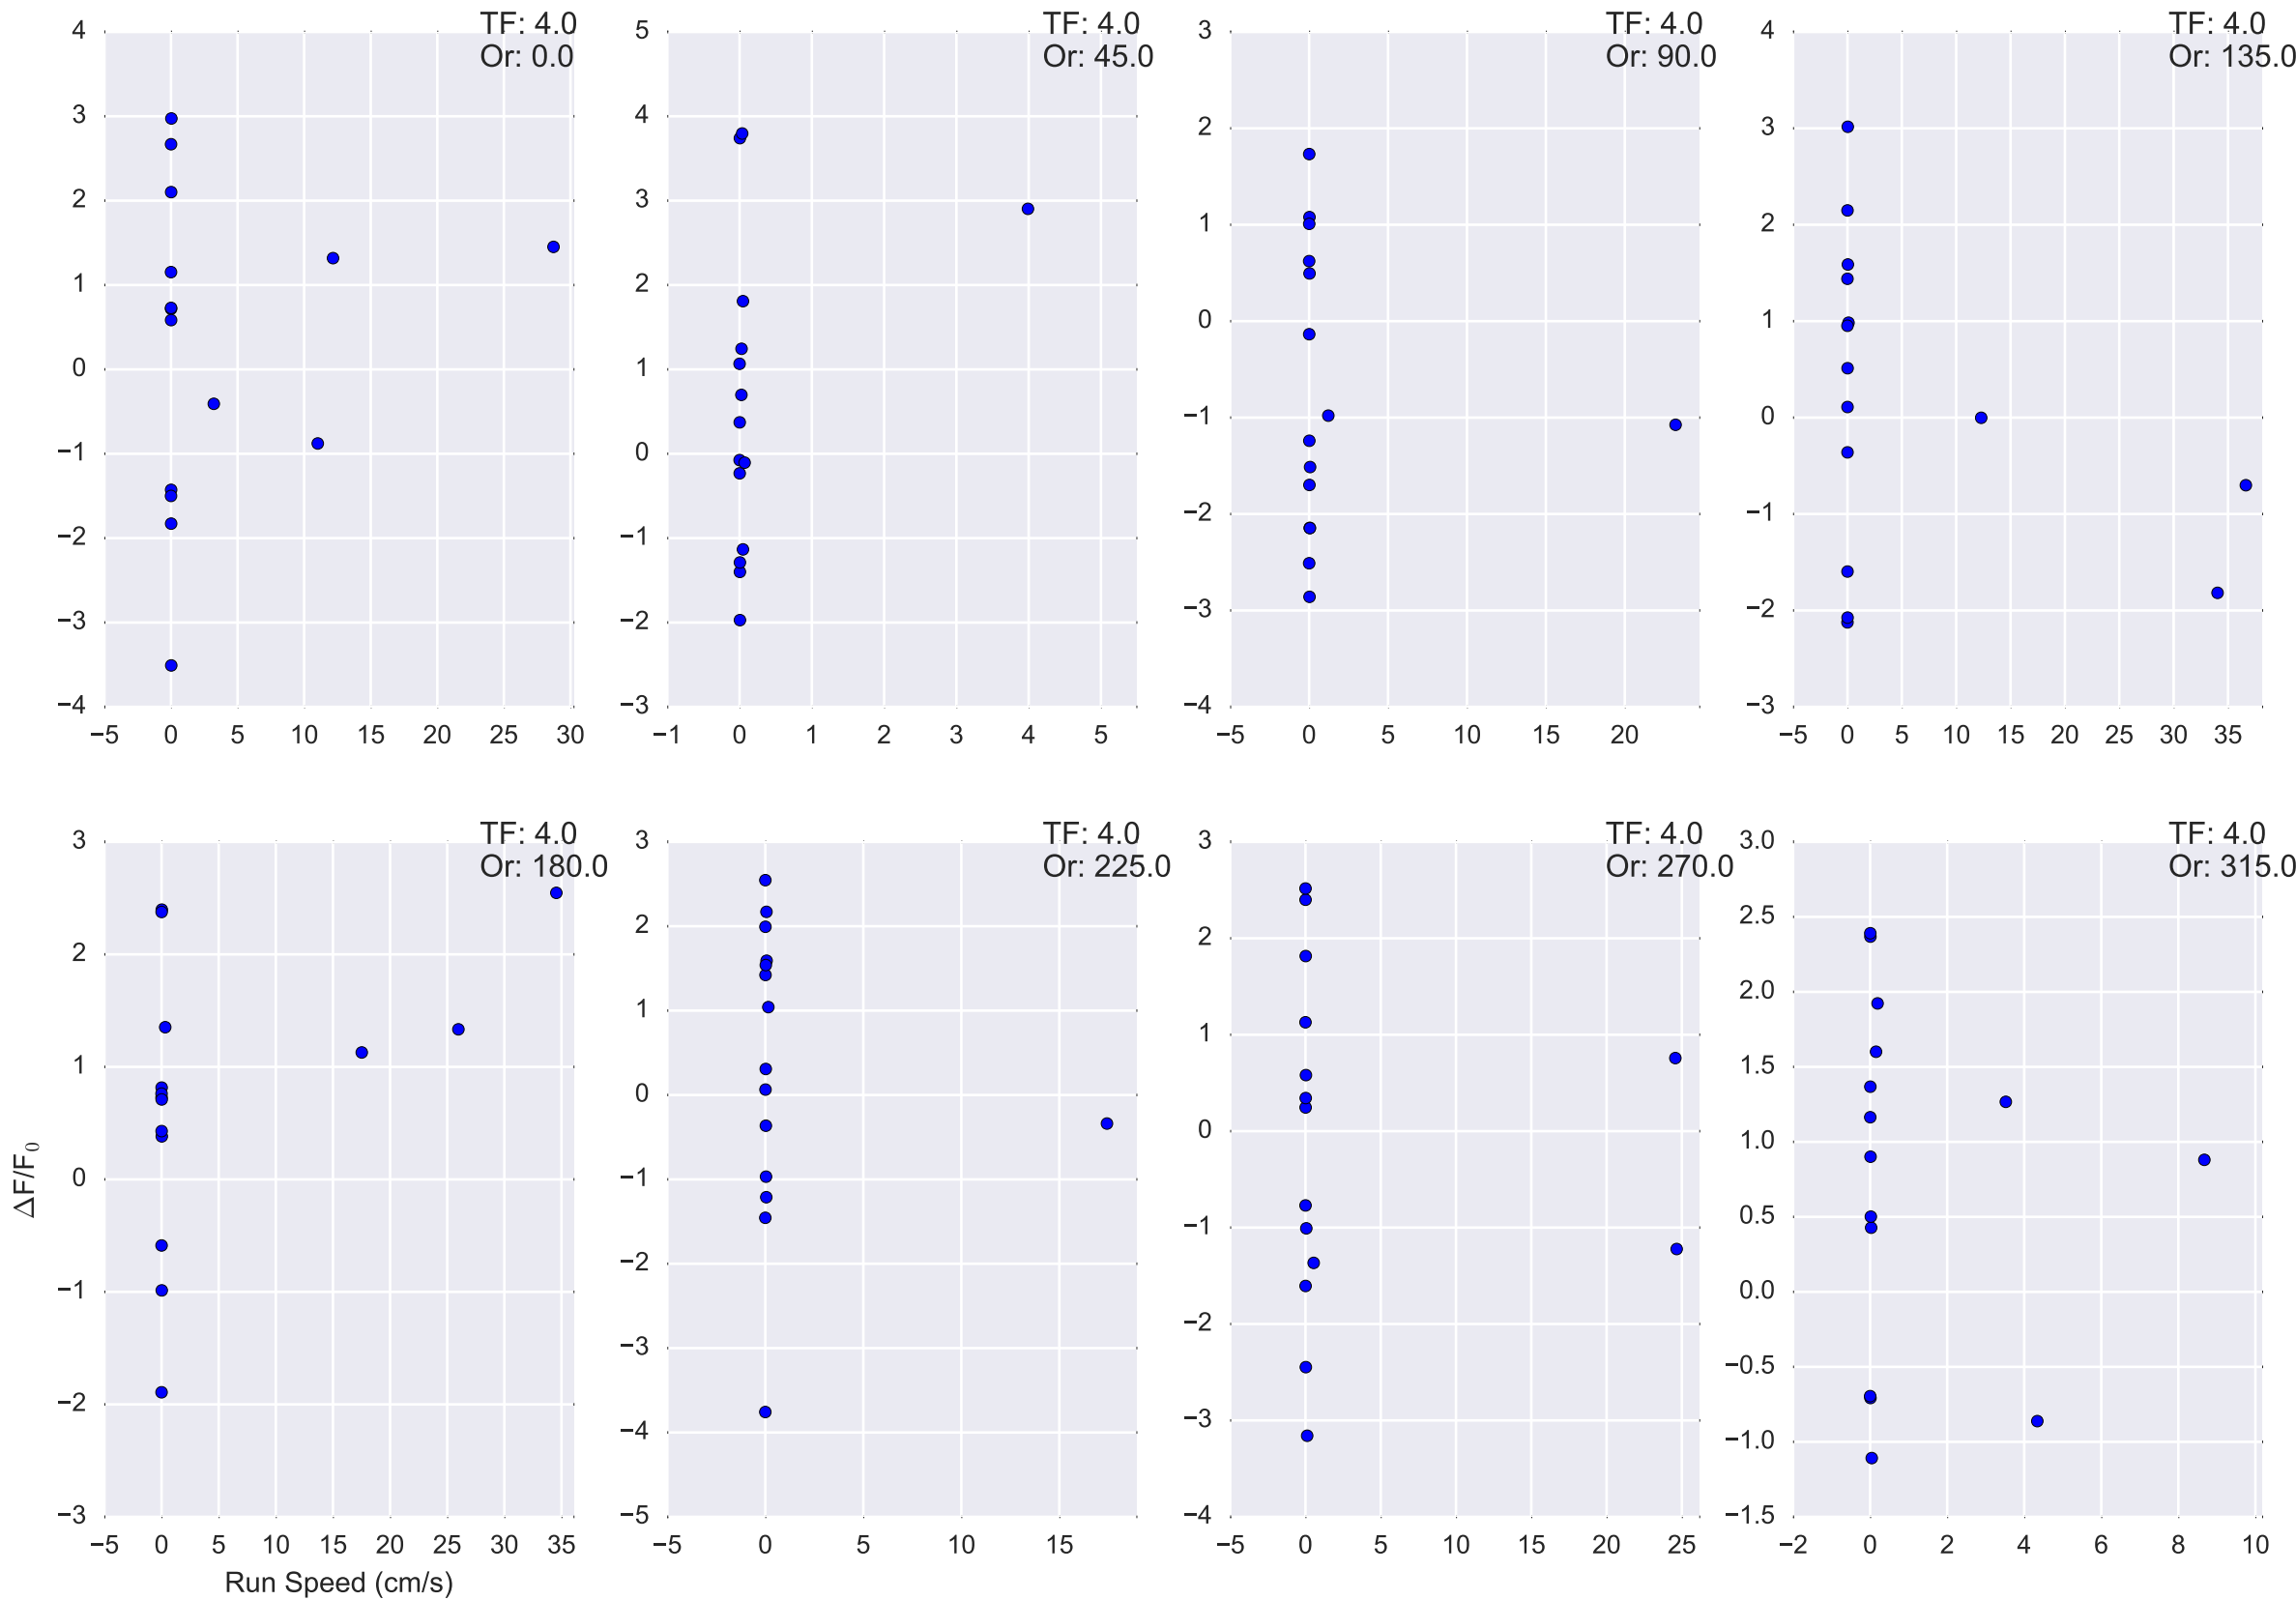 TF: 4.0
Or: 0.0
4
3
2
1
0
−1
−2
−3
−4
−5 0 5 10 15 20 25 30
TF: 4.0
Or: 45.0
5
4
3
2
1
0
−1
−2
−3
−1 0 1 2 3 4 5
TF: 4.0
Or: 90.0
3
2
1
0
−1
−2
−3
−4
−5 0 5 10 15 20
TF: 4.0
Or: 135.0
4
3
2
1
0
−1
−2
−3
−5 0 5 10 15 20 25 30 35
TF: 4.0
Or: 180.0
3
2
1
0
−1
−2
−3
−5 0 5 10 15 20 25 30 35
ΔF/F₀
Run Speed (cm/s)
TF: 4.0
Or: 225.0
3
2
1
0
−1
−2
−3
−4
−5
−5 0 5 10 15
TF: 4.0
Or: 270.0
3
2
1
0
−1
−2
−3
−4
−5 0 5 10 15 20 25
TF: 4.0
Or: 315.0
3.0
2.5
2.0
1.5
1.0
0.5
0.0
−0.5
−1.0
−1.5
−2 0 2 4 6 8 10